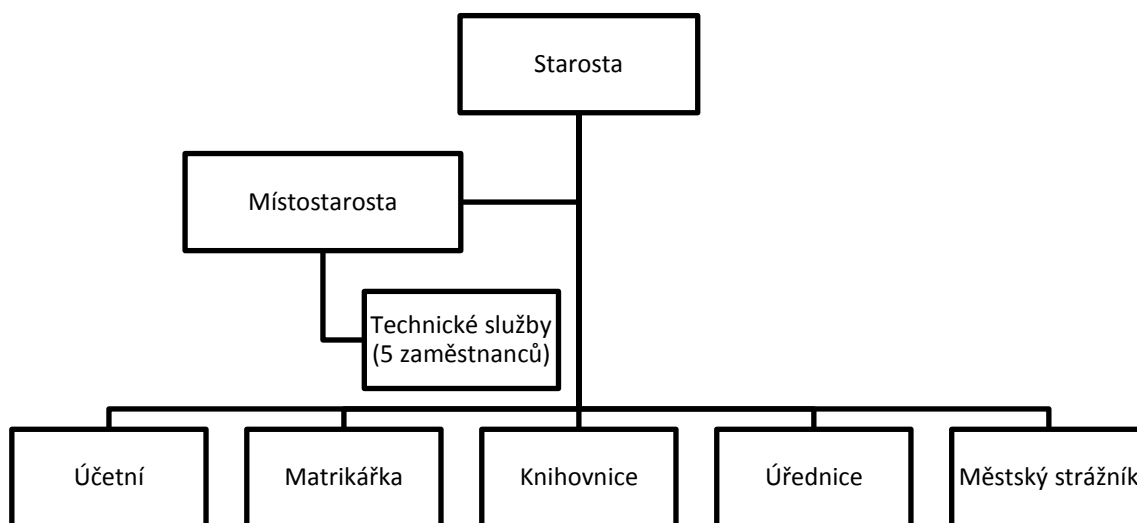 Starosta
Místostarosta
Technické služby
(5 zaměstnanců)
Účetní
Matrikářka
Knihovnice
Úřednice
Městský strážník